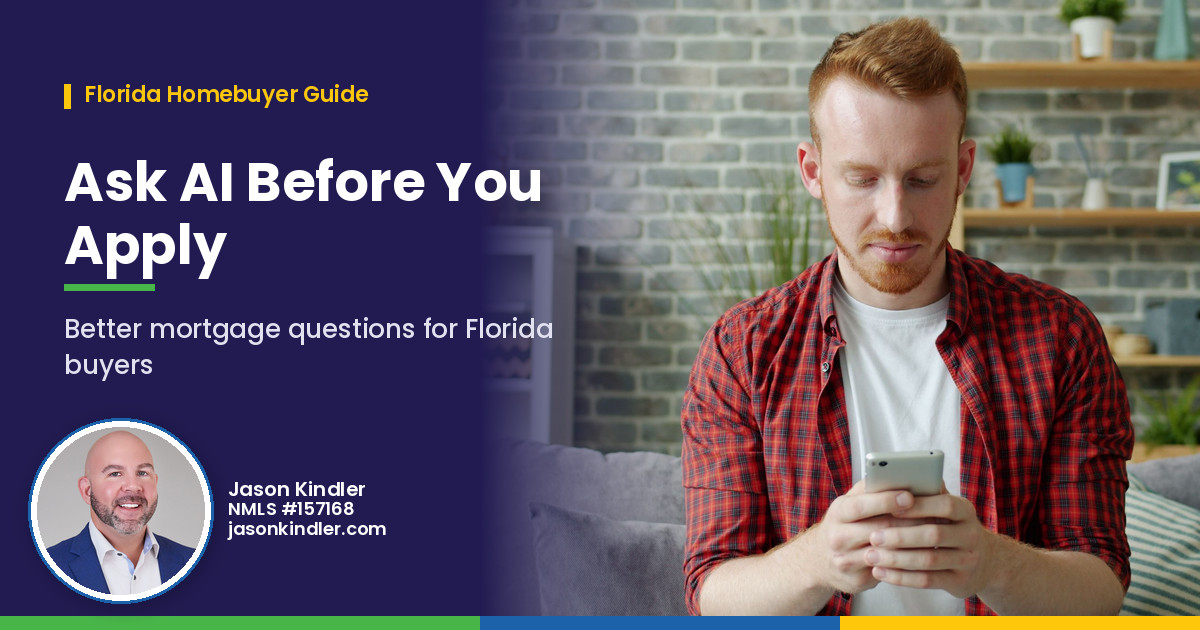 Florida Homebuyer Guide
Ask AI Before You
Apply
Better mortgage questions for Florida
buyers
Jason Kindler
NMLS #157168
jasonkindler.com